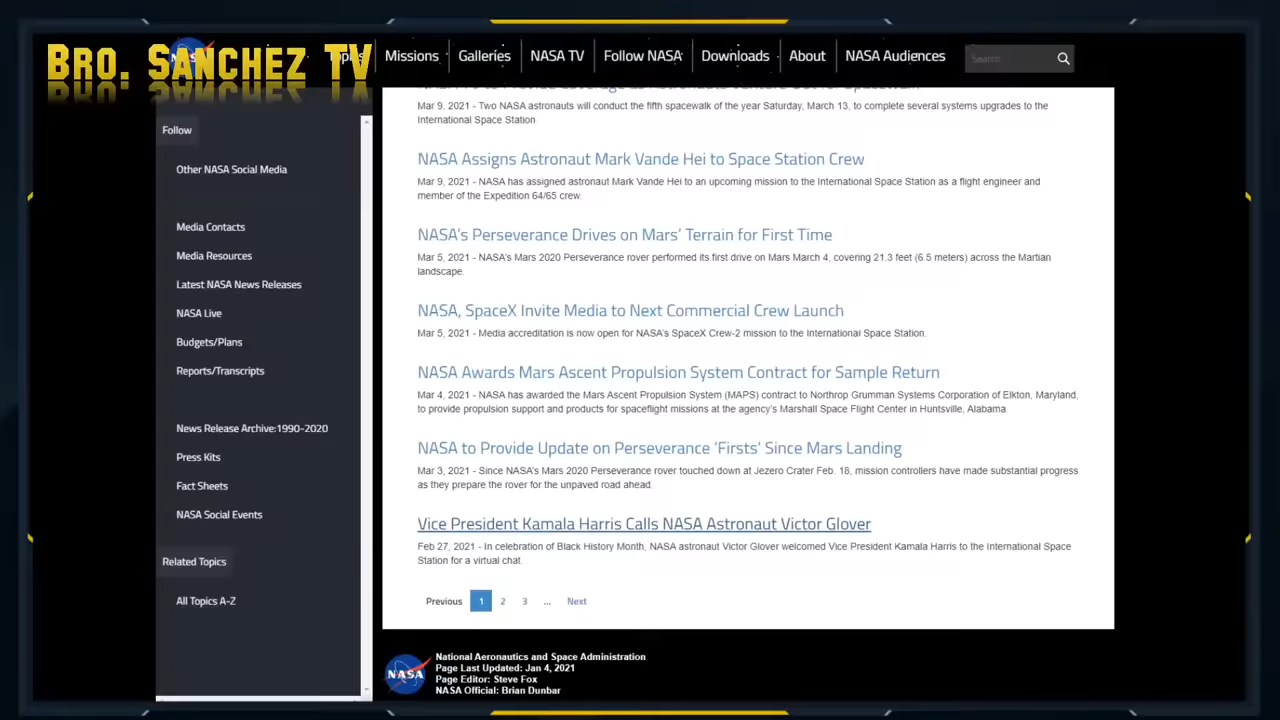 BRO. SANCHEZ TV
Missions
Galleries
NASA TV
Follow NASA
Downloads
About
NASA Audiences
Search
Follow
Other NASA Social Media
Media Contacts
Media Resources
Latest NASA News Releases
NASA Live
Budgets/Plans
Reports/Transcripts
News Release Archive:1990-2020
Press Kits
Fact Sheets
NASA Social Events
Related Topics
All Topics A-Z
Mar 9, 2021 - Two NASA astronauts will conduct the fifth spacewalk of the year Saturday, March 13, to complete several systems upgrades to the
International Space Station.
NASA Assigns Astronaut Mark Vande Hei to Space Station Crew
Mar 9, 2021 - NASA has assigned astronaut Mark Vande Hei to an upcoming mission to the International Space Station as a flight engineer and
member of the Expedition 64/65 crew.
NASA's Perseverance Drives on Mars' Terrain for First Time
Mar 5, 2021 - NASA's Mars 2020 Perseverance rover performed its first drive on Mars March 4, covering 21.3 feet (6.5 meters) across the Martian
landscape.
NASA, SpaceX Invite Media to Next Commercial Crew Launch
Mar 5, 2021 - Media accreditation is now open for NASA's SpaceX Crew-2 mission to the International Space Station.
NASA Awards Mars Ascent Propulsion System Contract for Sample Return
Mar 4, 2021 - NASA has awarded the Mars Ascent Propulsion System (MAPS) contract to Northrop Grumman Systems Corporation of Elkton, Maryland,
to provide propulsion support and products for spaceflight missions at the agency's Marshall Space Flight Center in Huntsville, Alabama.
NASA to Provide Update on Perseverance 'Firsts' Since Mars Landing
Mar 3, 2021 - Since NASA's Mars 2020 Perseverance rover touched down at Jezero Crater Feb. 18, mission controllers have made substantial progress
as they prepare the rover for the unpaved road ahead.
Vice President Kamala Harris Calls NASA Astronaut Victor Glover
Feb 27, 2021 - In celebration of Black History Month, NASA astronaut Victor Glover welcomed Vice President Kamala Harris to the International Space
Station for a virtual chat.
Previous 1 2 3 ... Next
NASA
National Aeronautics and Space Administration
Page Last Updated: Jan 4, 2021
Page Editor: Steve Fox
NASA Official: Brian Dunbar